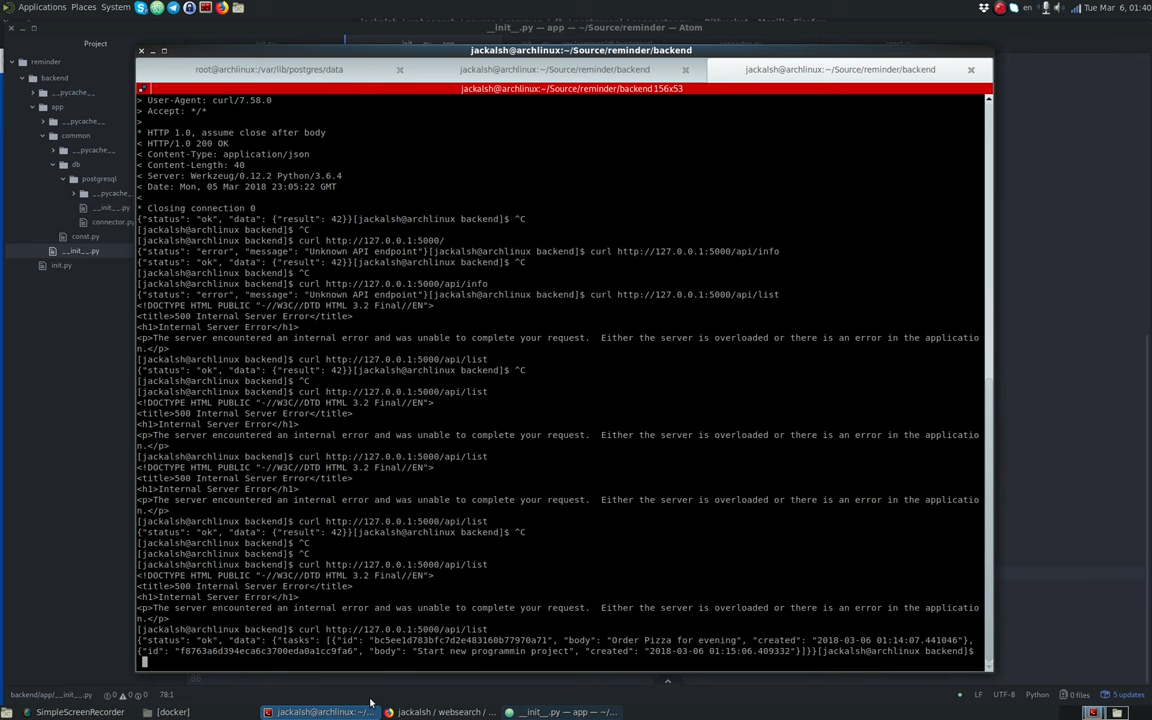 Applications Places System
en
Tue Mar 6, 01:40
__init__.py — app — ~/Source/reminder — Atom
Project
reminder
backend
__pycache__
app
__pycache__
common
__pycache__
db
postgresql
__pycache__
__init__.py
connector.py
const.py
__init__.py
init.py
jackalsh@archlinux:~/Source/reminder/backend
root@archlinux:/var/lib/postgres/data
jackalsh@archlinux:~/Source/reminder/backend
jackalsh@archlinux:~/Source/reminder/backend
jackalsh@archlinux:~/Source/reminder/backend 156x53
> User-Agent: curl/7.58.0
> Accept: */*
>
* HTTP 1.0, assume close after body
< HTTP/1.0 200 OK
< Content-Type: application/json
< Content-Length: 40
< Server: Werkzeug/0.12.2 Python/3.6.4
< Date: Mon, 05 Mar 2018 23:05:22 GMT
<
* Closing connection 0
{"status": "ok", "data": {"result": 42}}[jackalsh@archlinux backend]$ ^C
[jackalsh@archlinux backend]$ ^C
[jackalsh@archlinux backend]$ curl http://127.0.0.1:5000/
{"status": "error", "message": "Unknown API endpoint"}[jackalsh@archlinux backend]$ curl http://127.0.0.1:5000/api/info
{"status": "ok", "data": {"result": 42}}[jackalsh@archlinux backend]$ ^C
[jackalsh@archlinux backend]$ ^C
[jackalsh@archlinux backend]$ curl http://127.0.0.1:5000/api/info
{"status": "error", "message": "Unknown API endpoint"}[jackalsh@archlinux backend]$ curl http://127.0.0.1:5000/api/list
<!DOCTYPE HTML PUBLIC "-//W3C//DTD HTML 3.2 Final//EN">
<title>500 Internal Server Error</title>
<h1>Internal Server Error</h1>
<p>The server encountered an internal error and was unable to complete your request.  Either the server is overloaded or there is an error in the applicatio
n.</p>
[jackalsh@archlinux backend]$ curl http://127.0.0.1:5000/api/list
{"status": "ok", "data": {"result": 42}}[jackalsh@archlinux backend]$ ^C
[jackalsh@archlinux backend]$ ^C
[jackalsh@archlinux backend]$ curl http://127.0.0.1:5000/api/list
<!DOCTYPE HTML PUBLIC "-//W3C//DTD HTML 3.2 Final//EN">
<title>500 Internal Server Error</title>
<h1>Internal Server Error</h1>
<p>The server encountered an internal error and was unable to complete your request.  Either the server is overloaded or there is an error in the applicatio
n.</p>
[jackalsh@archlinux backend]$ curl http://127.0.0.1:5000/api/list
<!DOCTYPE HTML PUBLIC "-//W3C//DTD HTML 3.2 Final//EN">
<title>500 Internal Server Error</title>
<h1>Internal Server Error</h1>
<p>The server encountered an internal error and was unable to complete your request.  Either the server is overloaded or there is an error in the applicatio
n.</p>
[jackalsh@archlinux backend]$ curl http://127.0.0.1:5000/api/list
{"status": "ok", "data": {"result": 42}}[jackalsh@archlinux backend]$ ^C
[jackalsh@archlinux backend]$ ^C
[jackalsh@archlinux backend]$ curl http://127.0.0.1:5000/api/list
<!DOCTYPE HTML PUBLIC "-//W3C//DTD HTML 3.2 Final//EN">
<title>500 Internal Server Error</title>
<h1>Internal Server Error</h1>
<p>The server encountered an internal error and was unable to complete your request.  Either the server is overloaded or there is an error in the applicatio
n.</p>
[jackalsh@archlinux backend]$ curl http://127.0.0.1:5000/api/list
{"status": "ok", "data": {"tasks": [{"id": "bc5ee1d783bfc7d2e483160b77970a71", "body": "Order Pizza for evening", "created": "2018-03-06 01:14:07.441046"},
{"id": "f8763a6d394eca6c3700eda0a1cc9fa6", "body": "Start new programmin project", "created": "2018-03-06 01:15:06.409332"}]}}[jackalsh@archlinux backend]$
86
backend/app/__init__.py 0 0 0 78:1
LF UTF-8 Python 0 files 5 updates
SimpleScreenRecorder
[docker]
jackalsh@archlinux:~/...
jackalsh / websearch / ...
__init__.py — app — ~/...